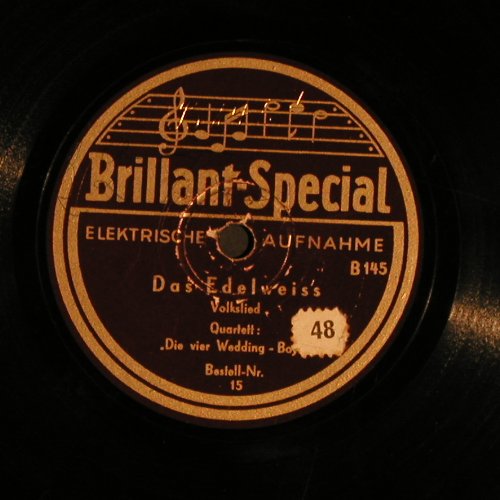 Brillant-Special
ELEKTRISCHE AUFNAHME
B 145
Das Edelweiss
Volkslied
Quartett:
„Die vier Wedding-
48
Bestell-Nr.
15